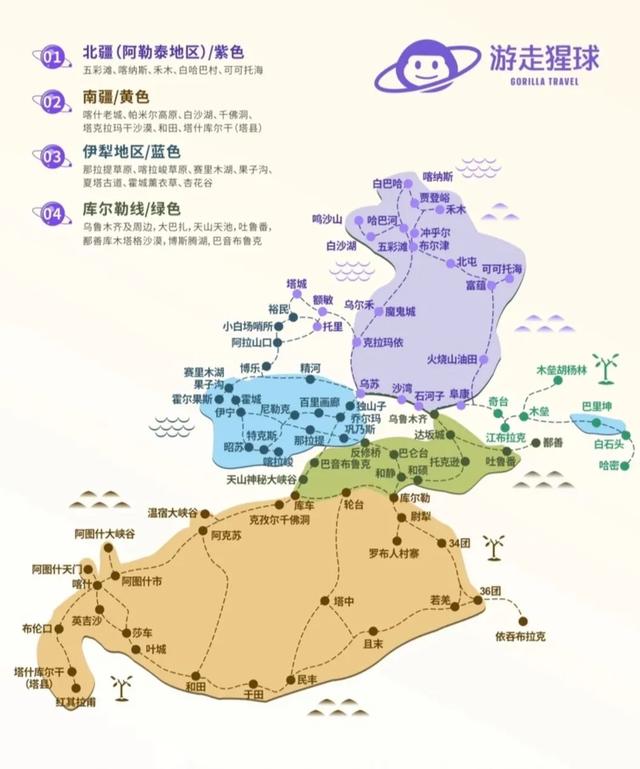 01 北疆(阿勒泰地区)/紫色
五彩滩、喀纳斯、禾木、白哈巴村、可可托海
02 南疆/黄色
喀什老城、帕米尔高原、白沙湖、千佛洞、
塔克拉玛干沙漠、和田、塔什库尔干(塔县)
03 伊犁地区/蓝色
那拉提草原、喀拉峻草原、赛里木湖、果子沟、
夏塔古道、霍城薰衣草、杏花谷
04 库尔勒线/绿色
乌鲁木齐及周边,大巴扎,天山天池,吐鲁番,
鄯善库木塔格沙漠,博斯腾湖,巴音布鲁克
游走猩球
GORILLA TRAVEL
白巴哈
喀纳斯
贾登峪
禾木
鸣沙山
哈巴河
冲乎尔
白沙湖
五彩滩
布尔津
北屯
可可托海
富蕴
塔城
额敏
乌尔禾
魔鬼城
裕民
小白场哨所
托里
阿拉山口
克拉玛依
火烧山油田
博乐
精河
木垒胡杨林
赛里木湖
果子沟
乌苏
沙湾
石河子
阜康
奇台
霍尔果斯
霍城
百里画廊
独山子
乌鲁木齐
木垒
巴里坤
伊宁
尼勒克
乔尔玛
巩乃斯
达坂城
江布拉克
鄯善
白石头
昭苏
特克斯
那拉提
反修桥
巴仑台
喀拉峻
巴音布鲁克
托克逊
吐鲁番
哈密
天山神秘大峡谷
和静
和硕
库车
轮台
库尔勒
温宿大峡谷
克孜尔千佛洞
尉犁
阿图什大峡谷
阿克苏
罗布人村寨
34团
阿图什天门
喀什
阿图什市
36团
英吉沙
塔中
若羌
布伦口
莎车
依吞布拉克
叶城
且末
塔什库尔干
(塔县)
和田
于田
民丰
红其拉甫